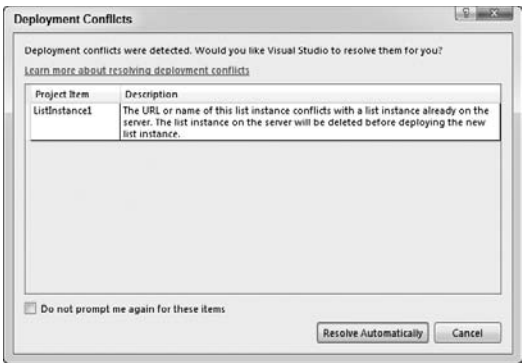 Deployment Conflicts
Deployment conflicts were detected. Would you like Visual Studio to resolve them for you?
Learn more about resolving deployment conflicts
Project Item Description
ListInstance1 The URL or name of this list instance conflicts with a list instance already on the
server. The list instance on the server will be deleted before deploying the new
list instance.
Do not prompt me again for these items
Resolve Automatically Cancel